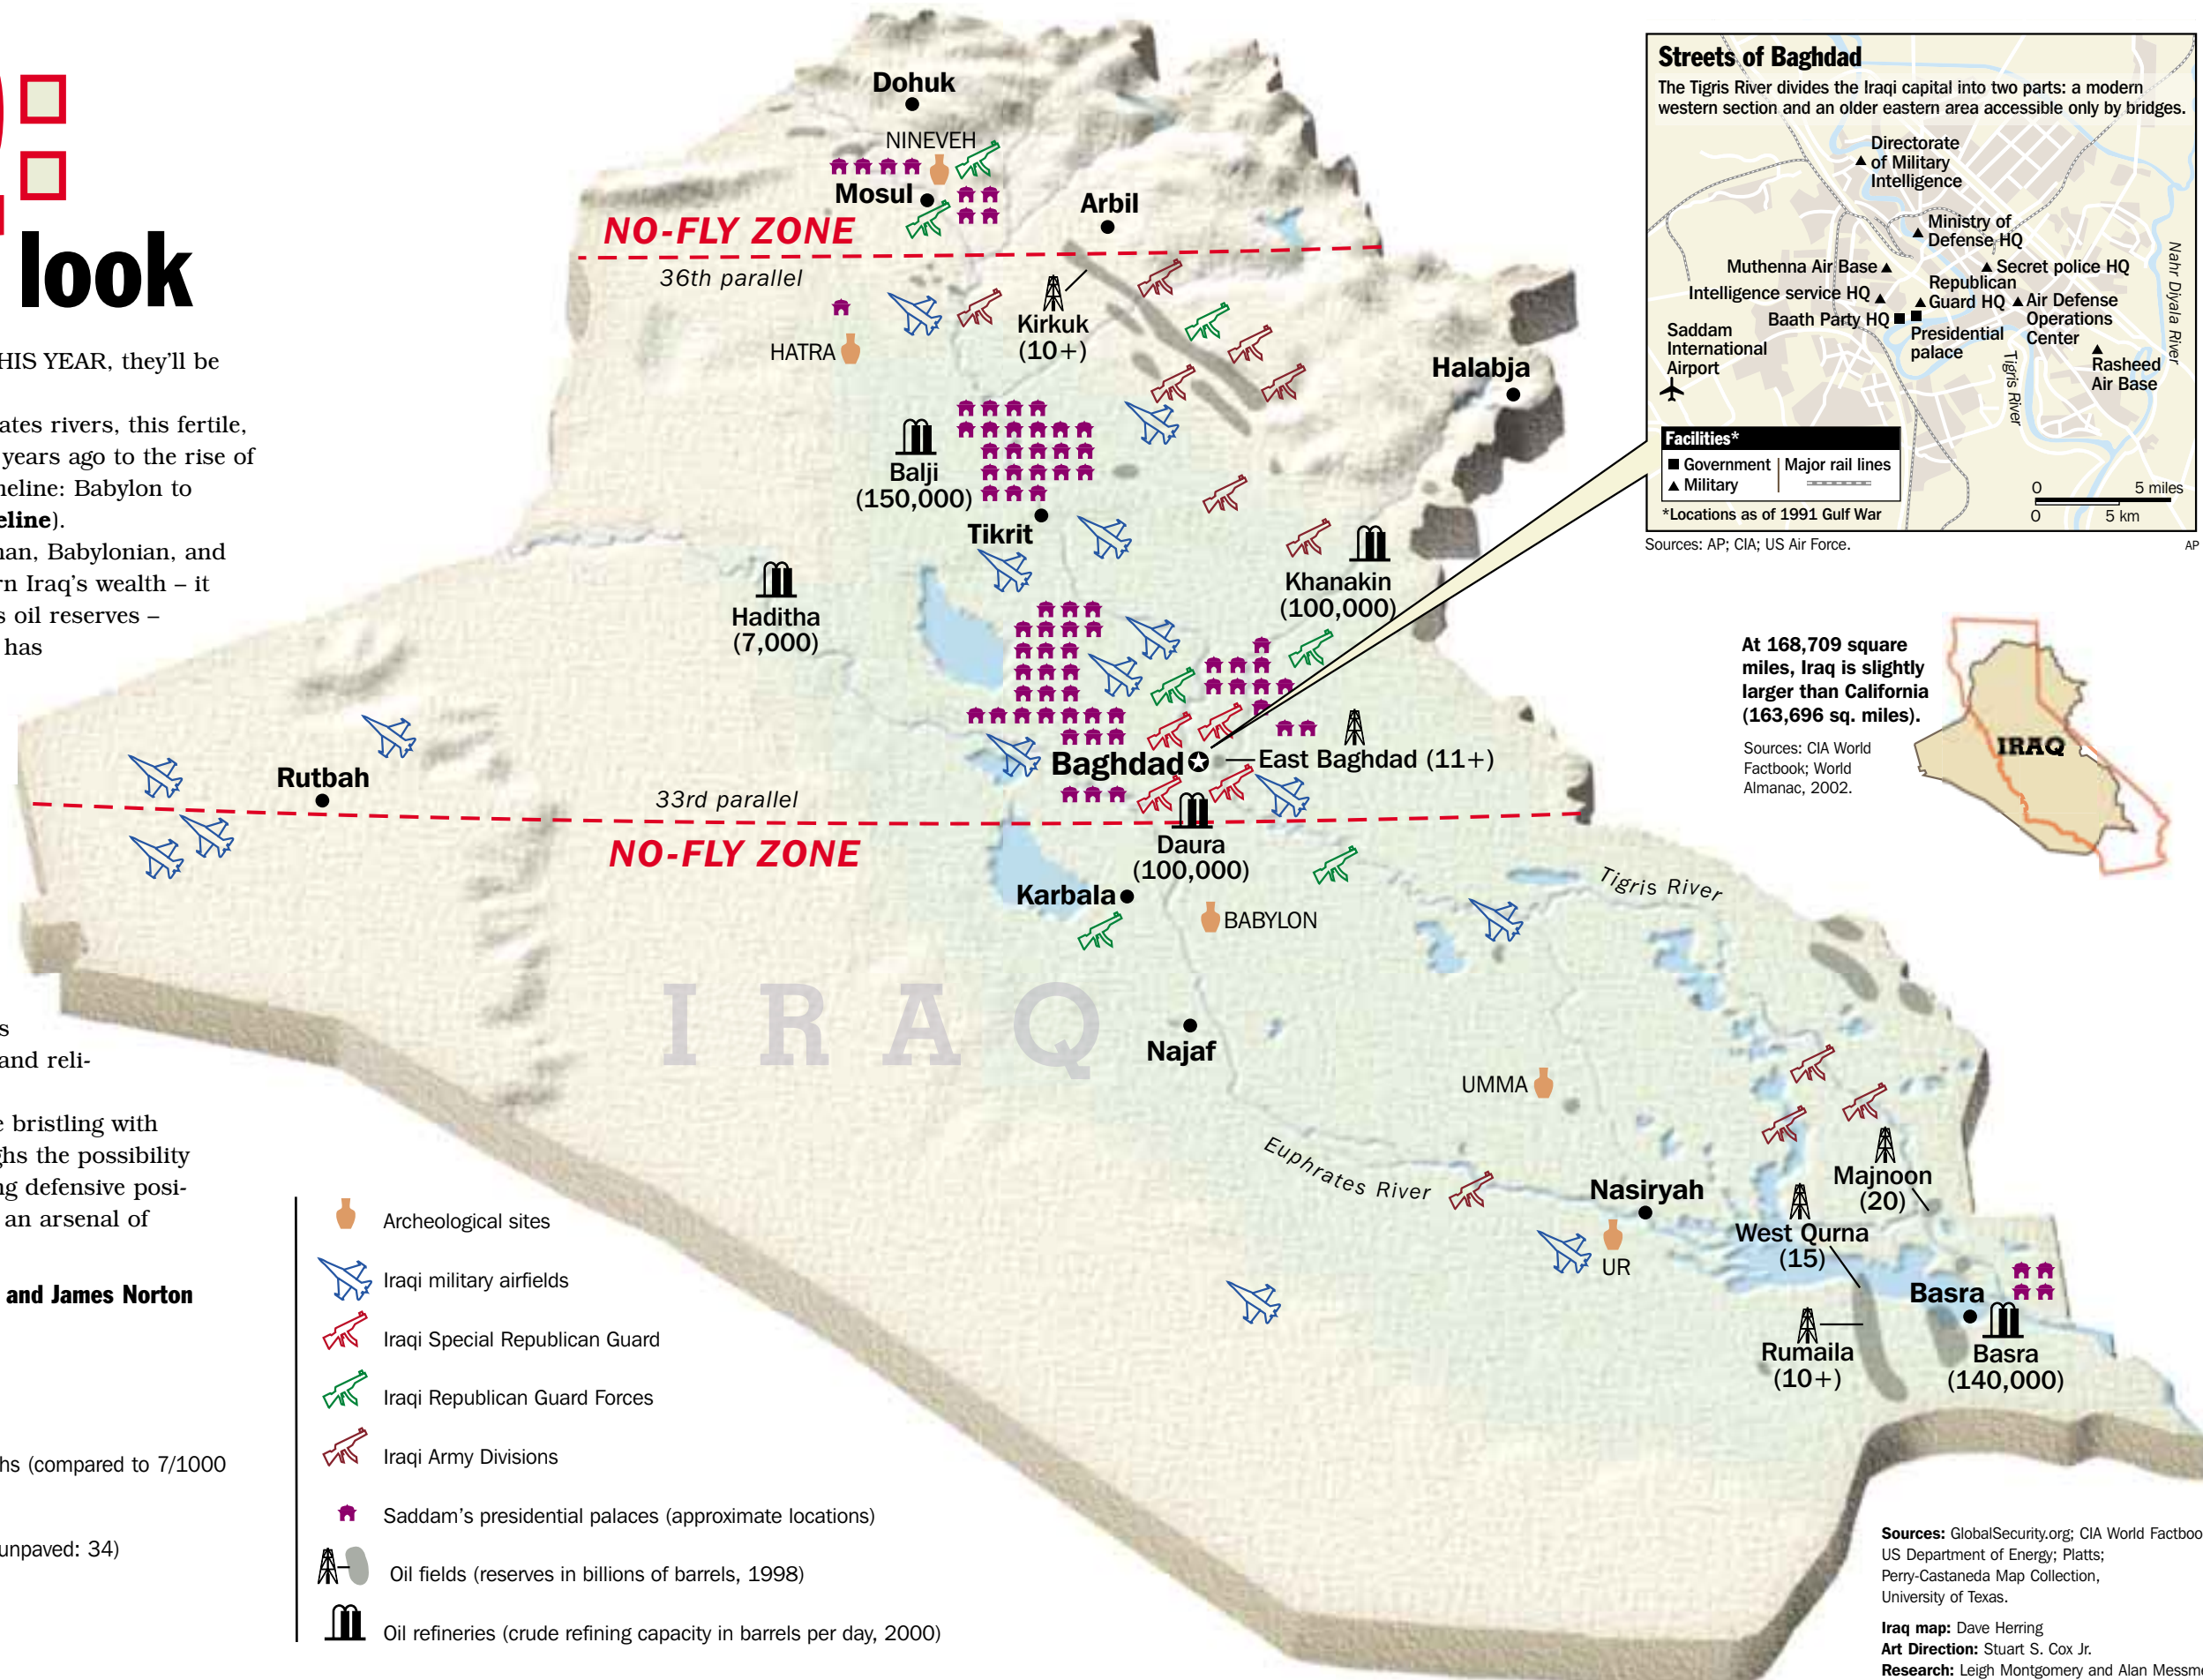 look
HIS YEAR, they'll be
ates rivers, this fertile,
years ago to the rise of
neline: Babylon to
eline).
nan, Babylonian, and
rn Iraq's wealth – it
s oil reserves –
has
s
and reli-
e bristling with
ghs the possibility
ng defensive posi-
an arsenal of
and James Norton
hs (compared to 7/1000
unpaved: 34)
Dohuk
NINEVEH
Mosul
Arbil
NO-FLY ZONE
36th parallel
Kirkuk
(10+)
HATRA
Halabja
Balji
(150,000)
Tikrit
Khanakin
(100,000)
Haditha
(7,000)
Rutbah
Baghdad
East Baghdad (11+)
33rd parallel
NO-FLY ZONE
Daura
(100,000)
Karbala
BABYLON
Tigris River
IRAQ
Najaf
UMMA
Euphrates River
Nasiryah
UR
Majnoon
(20)
West Qurna
(15)
Basra
Rumaila
(10+)
Basra
(140,000)
Archeological sites
Iraqi military airfields
Iraqi Special Republican Guard
Iraqi Republican Guard Forces
Iraqi Army Divisions
Saddam's presidential palaces (approximate locations)
Oil fields (reserves in billions of barrels, 1998)
Oil refineries (crude refining capacity in barrels per day, 2000)
Streets of Baghdad
The Tigris River divides the Iraqi capital into two parts: a modern
western section and an older eastern area accessible only by bridges.
Directorate
of Military
Intelligence
Ministry of
Defense HQ
Muthenna Air Base
Secret police HQ
Intelligence service HQ
Republican
Guard HQ
Air Defense
Operations
Center
Baath Party HQ
Presidential
palace
Saddam
International
Airport
Rasheed
Air Base
Tigris River
Nahr Diyala River
Facilities*
Government
Military
Major rail lines
*Locations as of 1991 Gulf War
0 5 miles
0 5 km
Sources: AP; CIA; US Air Force.
AP
At 168,709 square
miles, Iraq is slightly
larger than California
(163,696 sq. miles).
Sources: CIA World
Factbook; World
Almanac, 2002.
IRAQ
Sources: GlobalSecurity.org; CIA World Factboo
US Department of Energy; Platts;
Perry-Castaneda Map Collection,
University of Texas.
Iraq map: Dave Herring
Art Direction: Stuart S. Cox Jr.
Research: Leigh Montgomery and Alan Messm